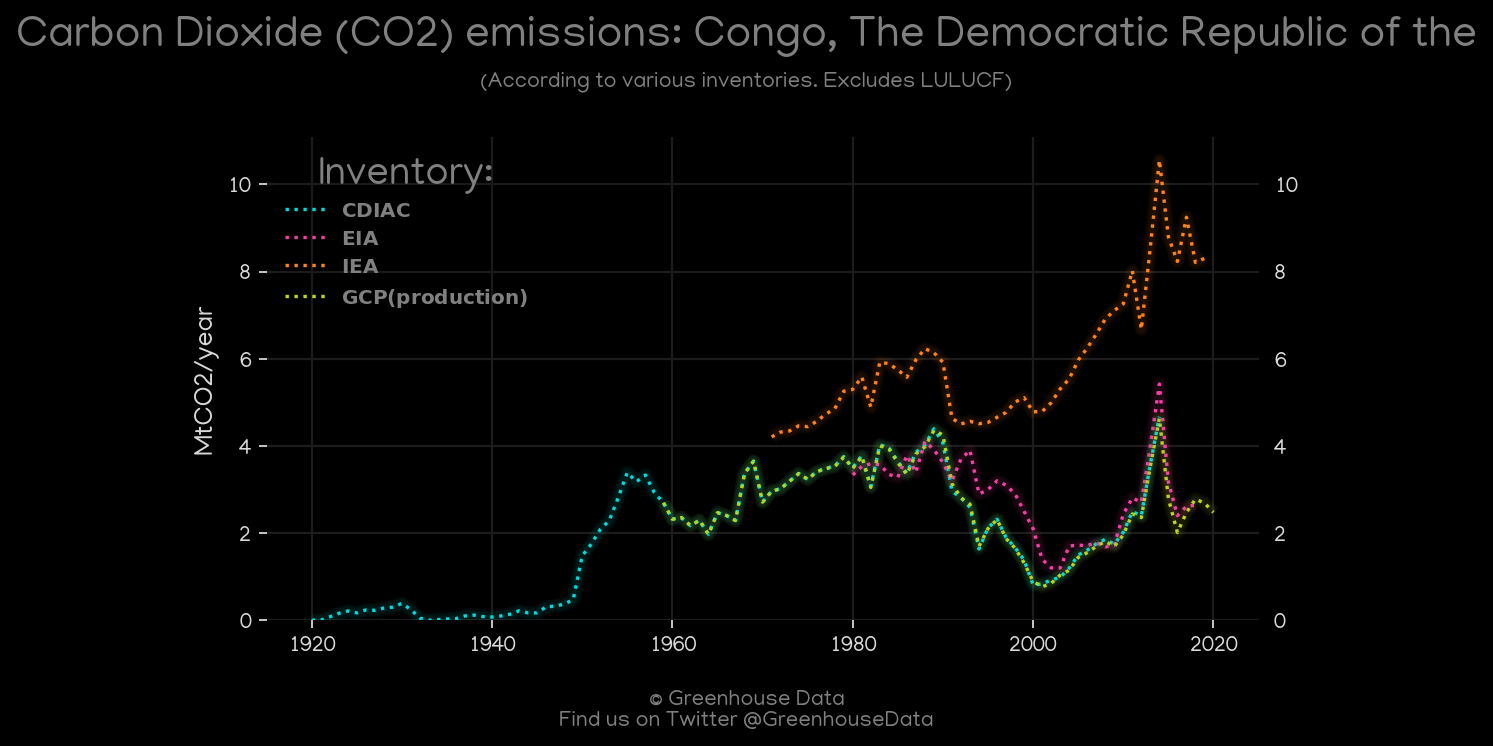 Carbon Dioxide (CO2) emissions: Congo, The Democratic Republic of the
(According to various inventories. Excludes LULUCF)
Inventory:
CDIAC
EIA
IEA
GCP(production)
MtCO2/year
10
8
6
4
2
0
10
8
6
4
2
0
1920 1940 1960 1980 2000 2020
© Greenhouse Data
Find us on Twitter @GreenhouseData